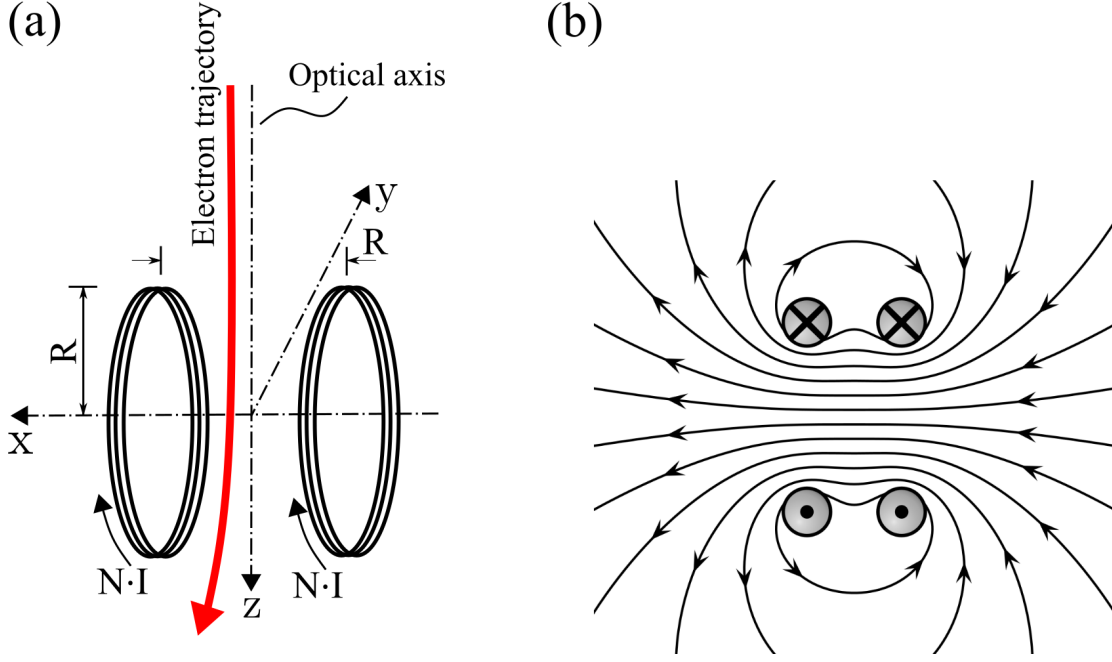 (a)
(b)
Electron trajectory
Optical axis
y
R
R
x
N·I
N·I
z